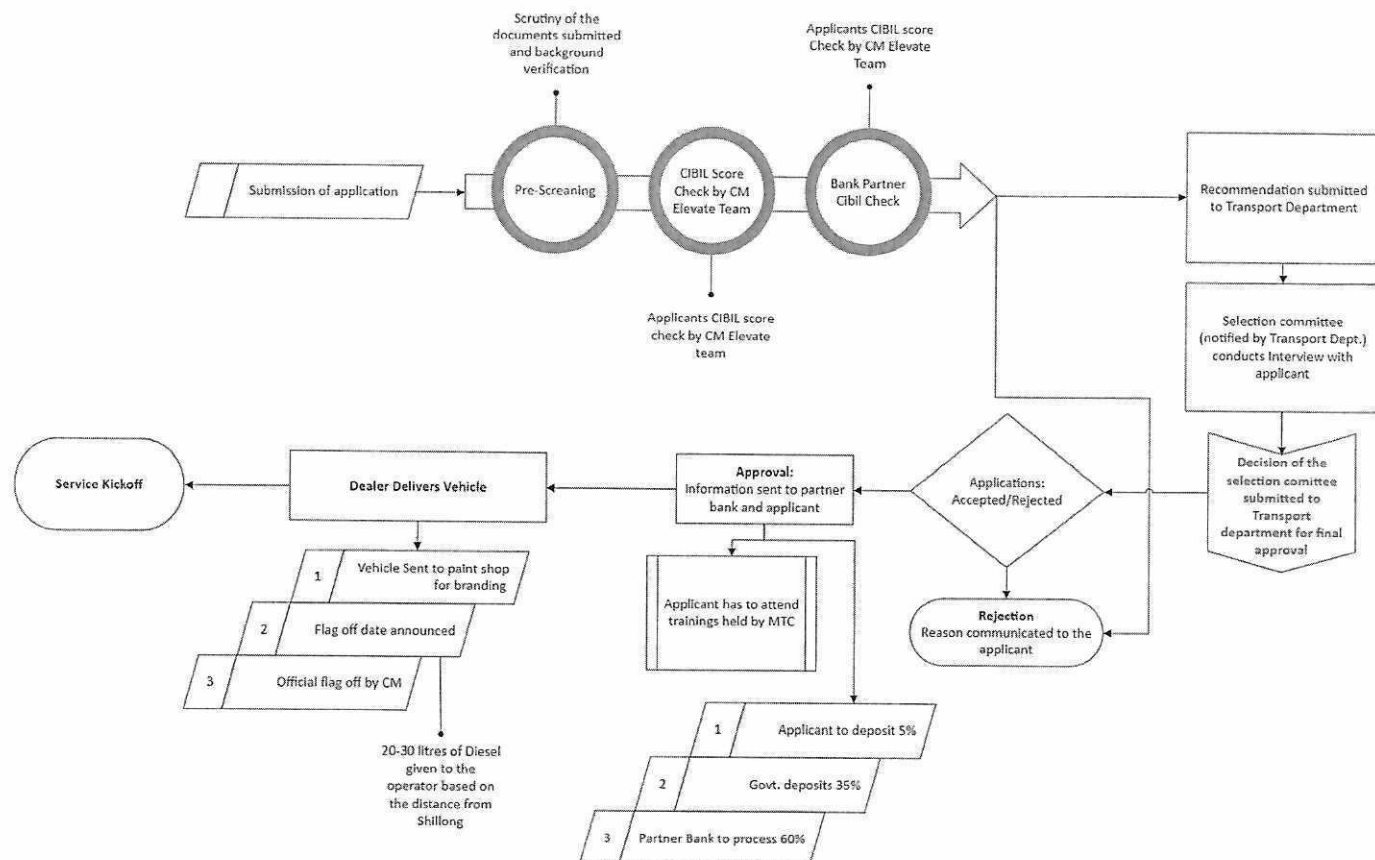 Scrutiny of the
documents submitted
and background
verification
Applicants CIBIL score
Check by CM Elevate
Team
Submission of application
Pre-Screaning
CIBIL Score
Check by CM
Elevate Team
Bank Partner
Cibil Check
Recommendation submitted
to Transport Department
Applicants CIBIL score
check by CM Elevate
team
Selection committee
(notified by Transport Dept.)
conducts Interview with
applicant
Service Kickoff
Dealer Delivers Vehicle
Approval:
Information sent to partner
bank and applicant
Applications:
Accepted/Rejected
Decision of the
selection comittee
submitted to
Transport
department for final
approval
1
Vehicle Sent to paint shop
for branding
2
Flag off date announced
3
Official flag off by CM
Applicant has to attend
trainings held by MTC
Rejection
Reason communicated to the
applicant
20-30 litres of Diesel
given to the
operator based on
the distance from
Shillong
1
Applicant to deposit 5%
2
Govt. deposits 35%
3
Partner Bank to process 60%